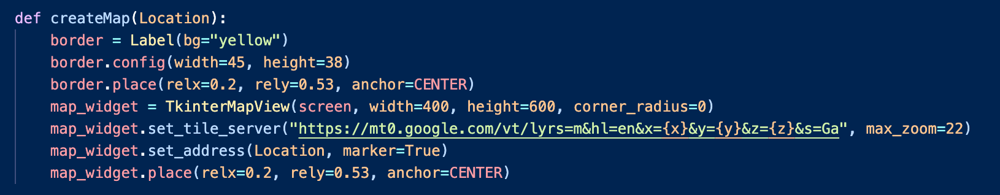 def createMap(Location):
    border = Label(bg="yellow")
    border.config(width=45, height=38)
    border.place(relx=0.2, rely=0.53, anchor=CENTER)
    map_widget = TkinterMapView(screen, width=400, height=600, corner_radius=0)
    map_widget.set_tile_server("https://mt0.google.com/vt/lyrs=m&hl=en&x={x}&y={y}&z={z}&s=Ga", max_zoom=22)
    map_widget.set_address(Location, marker=True)
    map_widget.place(relx=0.2, rely=0.53, anchor=CENTER)